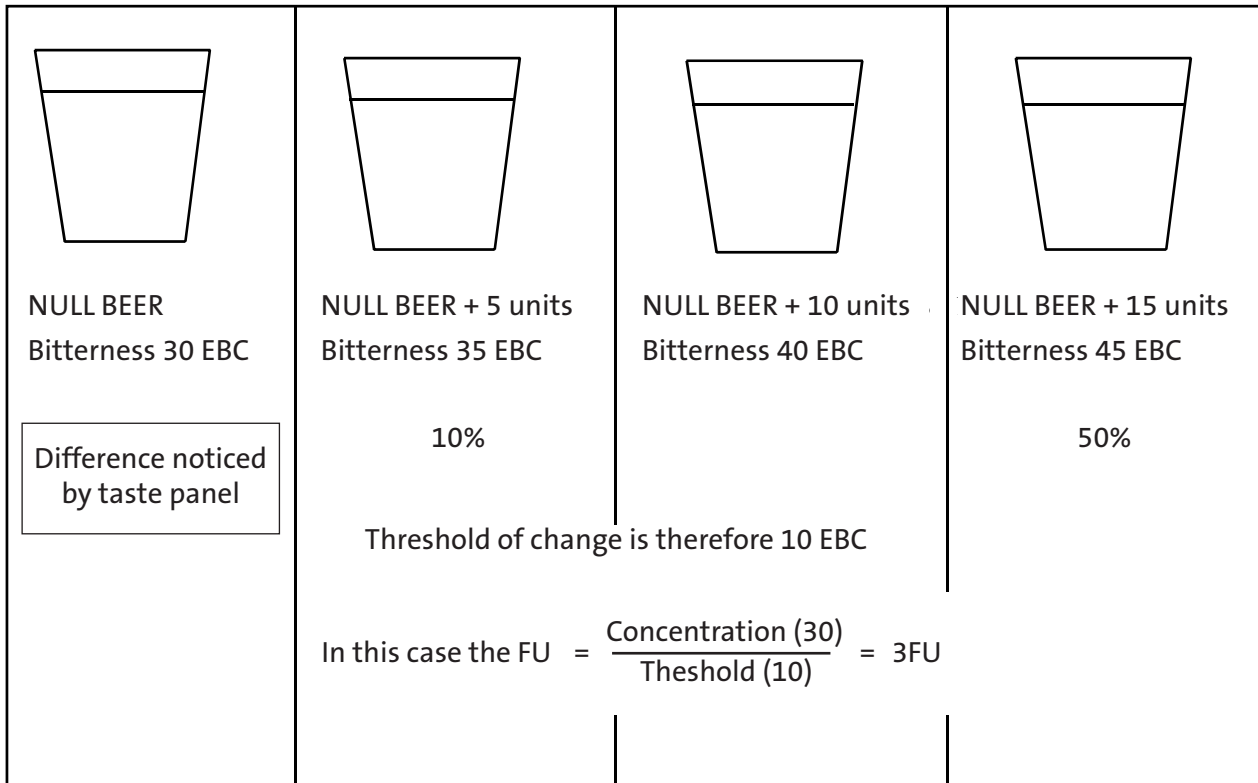 NULL BEER
Bitterness 30 EBC
NULL BEER + 5 units
Bitterness 35 EBC
NULL BEER + 10 units
Bitterness 40 EBC
NULL BEER + 15 units
Bitterness 45 EBC
Difference noticed
by taste panel
10%
50%
Threshold of change is therefore 10 EBC
In this case the FU = Concentration (30) / Theshold (10) = 3FU